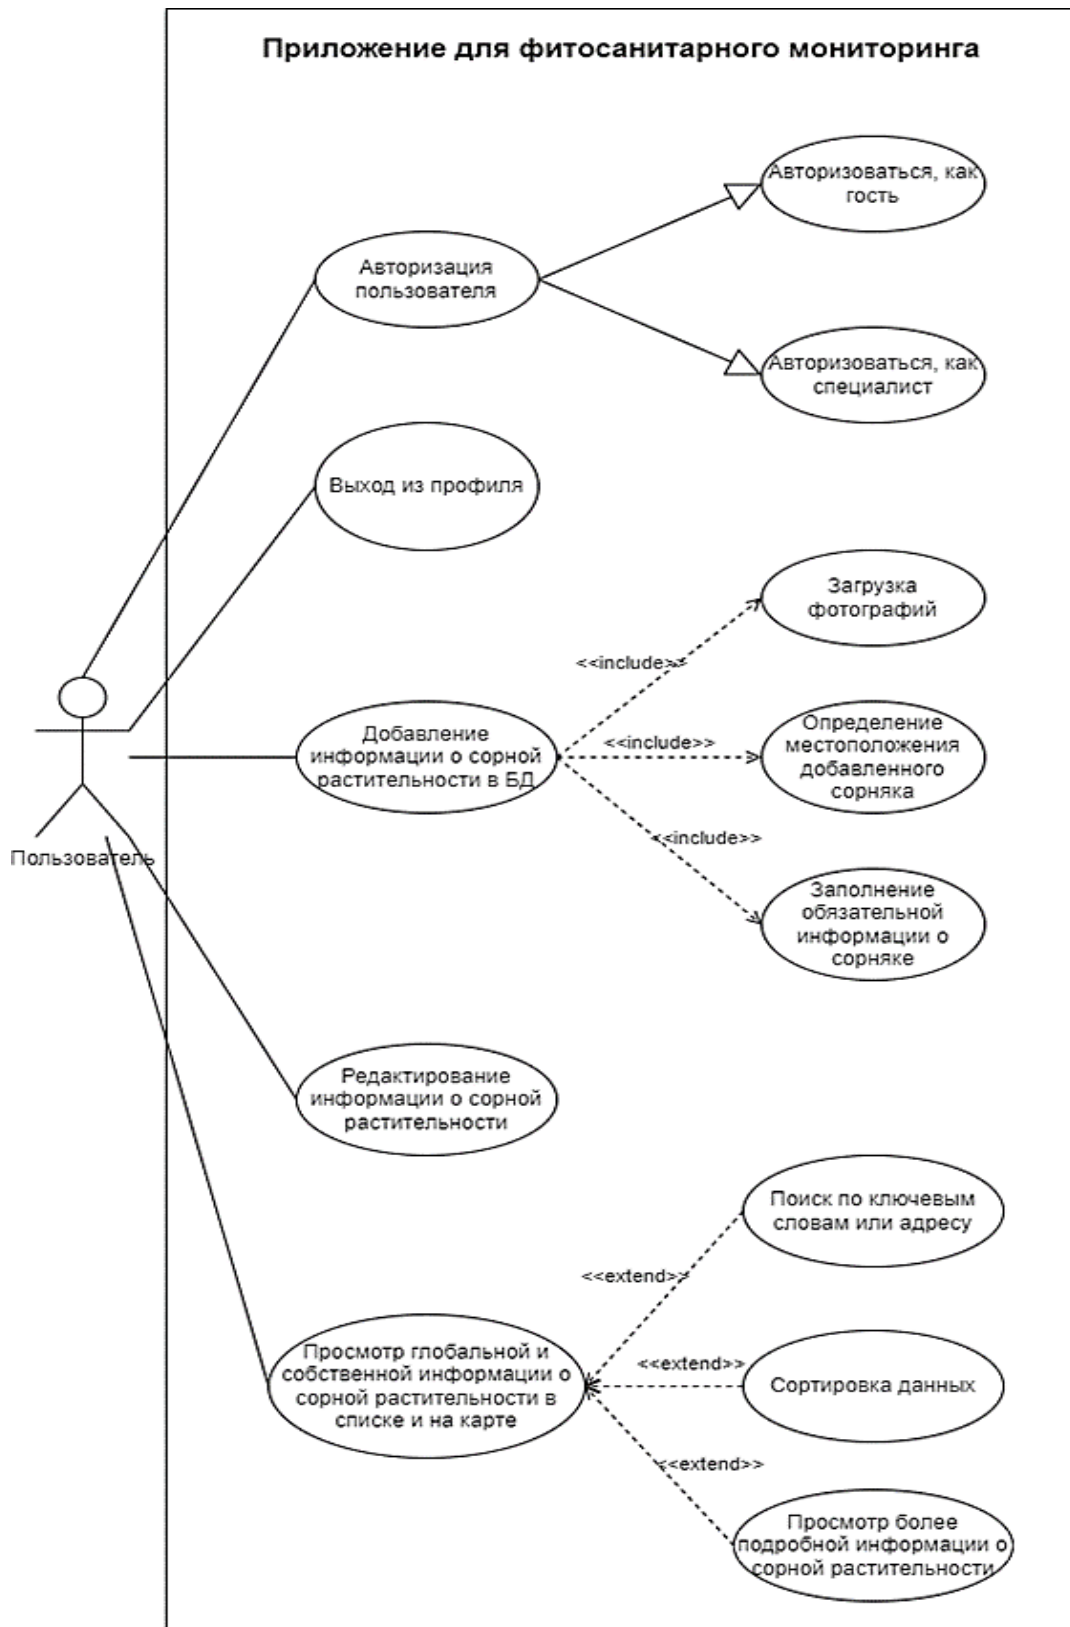 Приложение для фитосанитарного мониторинга
Авторизоваться, как
гость
Авторизация
пользователя
Авторизоваться, как
специалист
Выход из профиля
Загрузка
фотографий
<<include>>
Добавление
информации о сорной
растительности в БД
<<include>>
Определение
местоположения
добавленного
сорняка
<<include>>
Пользователь
Заполнение
обязательной
информации о
сорняке
Редактирование
информации о сорной
растительности
Поиск по ключевым
словам или адресу
<<extend>>
Просмотр глобальной и
собственной информации о
сорной растительности в
списке и на карте
<<extend>>
Сортировка данных
<<extend>>
Просмотр более
подробной информации о
сорной растительности